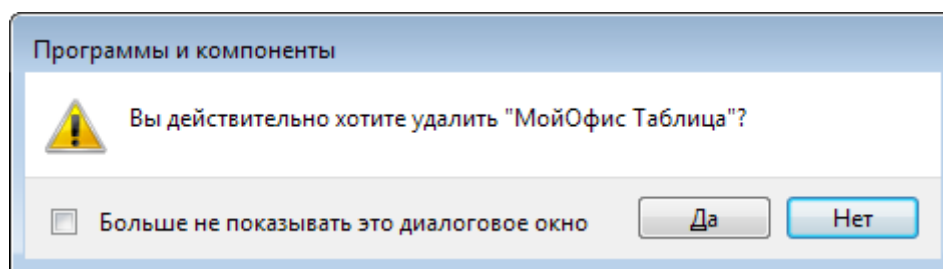 Программы и компоненты
Вы действительно хотите удалить "МойОфис Таблица"?
Больше не показывать это диалоговое окно
Да
Нет